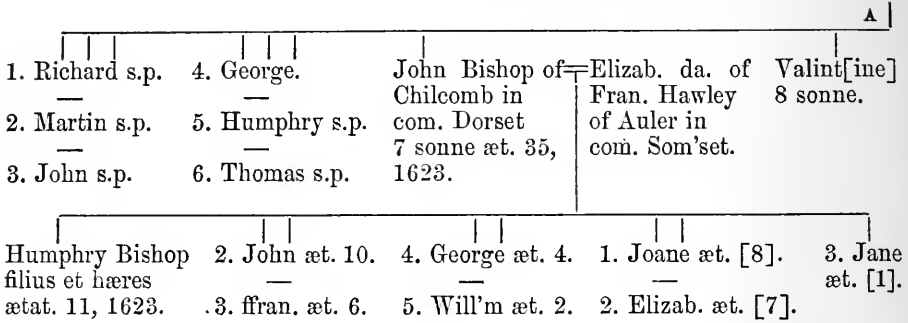 A
1. Richard s.p.
—
2. Martin s.p.
—
3. John s.p.
4. George.
—
5. Humphry s.p.
—
6. Thomas s.p.
John Bishop of
Chilcomb in
com. Dorset
7 sonne æt. 35,
1623.
Elizab. da. of
Fran. Hawley
of Auler in
com̃. Som'set.
Valint[ine]
8 sonne.
Humphry Bishop
filius et hæres
ætat. 11, 1623.
2. John æt. 10.
—
3. ffran. æt. 6.
4. George æt. 4.
—
5. Will'm æt. 2.
1. Joane æt. [8].
—
2. Elizab. æt. [7].
3. Jane
æt. [1].